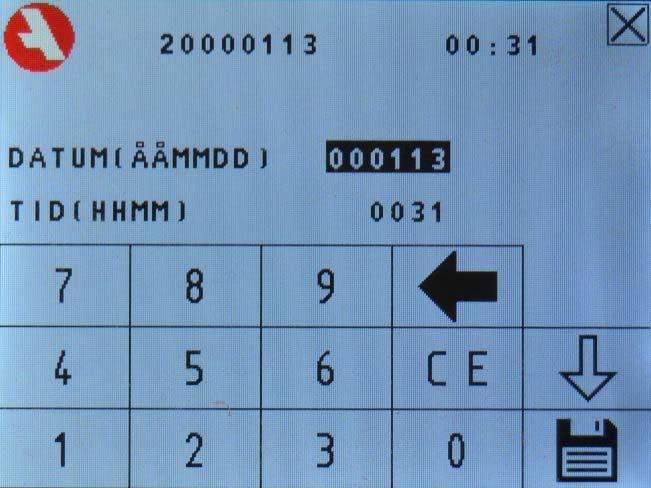 20000113 00:31
DATUM(ÅÅMMDD) 000113
TID(HHMM) 0031
7 8 9
4 5 6 CE
1 2 3 0